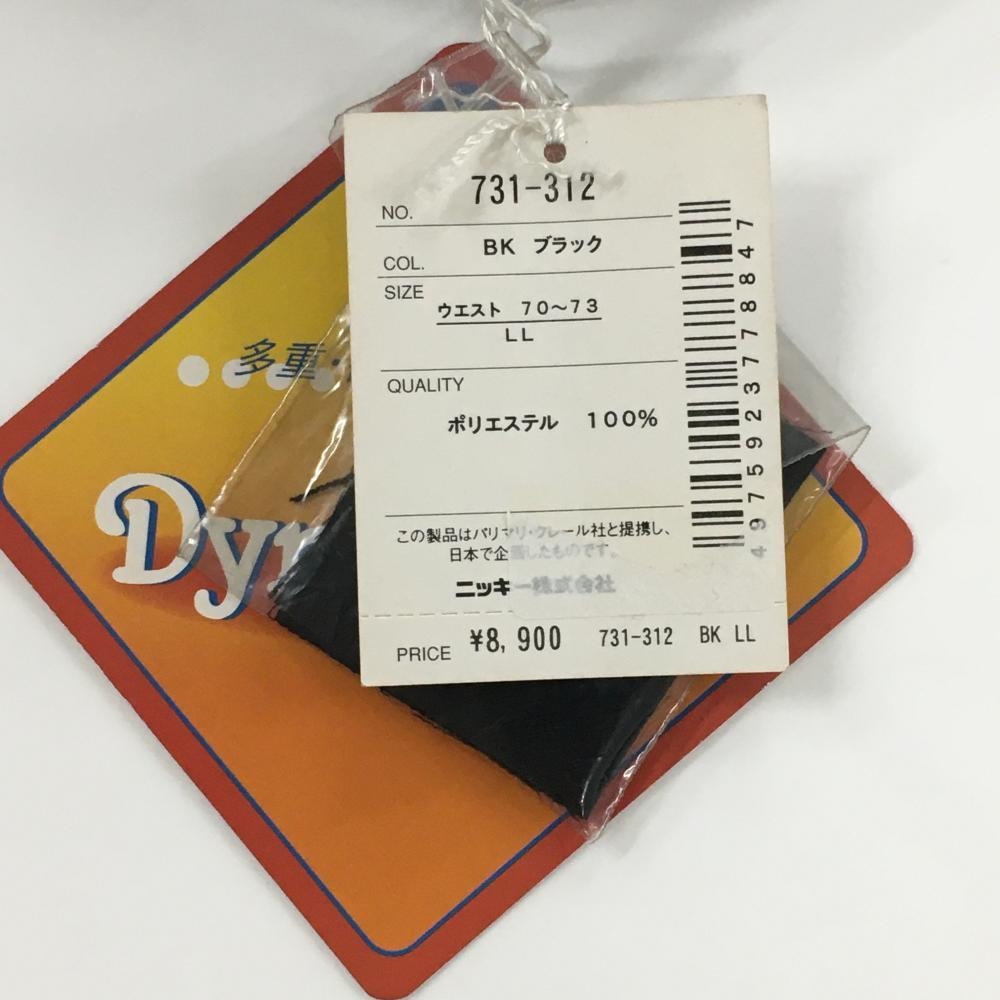 731-312
NO.
BK ブラック
COL.
SIZE
ウエスト 70～73
LL
QUALITY
ポリエステル 100%
この製品はパリマリ・クレール社と提携し、
日本で企画したものです。
ニッキー株式会社
PRICE ¥8,900 731-312 BK LL
4975923778847
多重・
Dyn